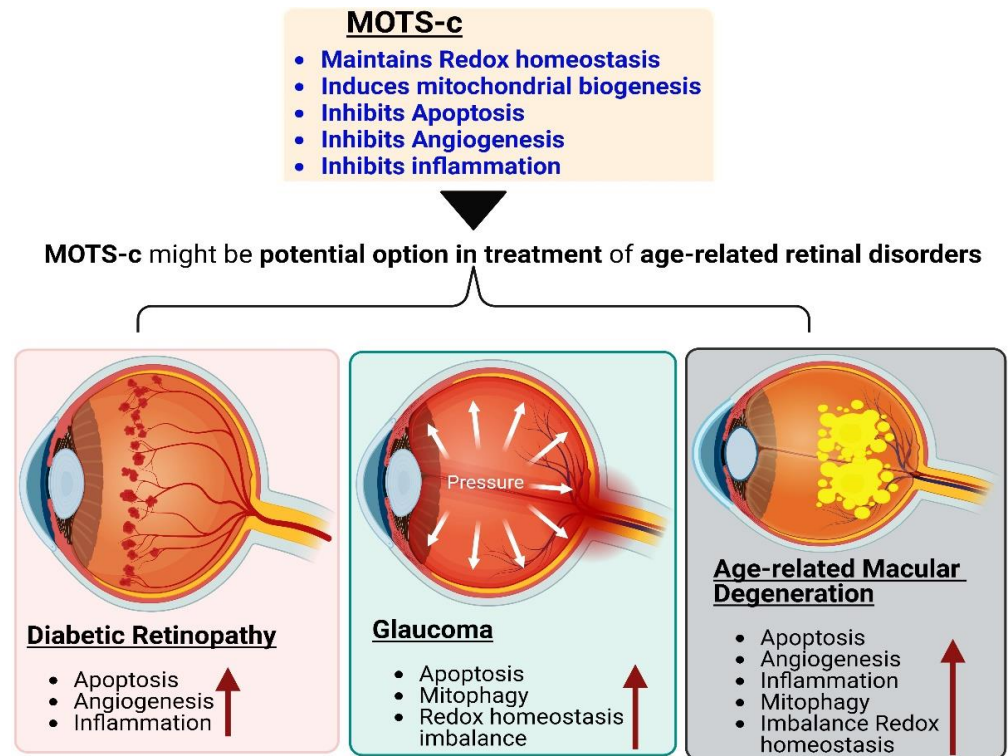 MOTS-c
• Maintains Redox homeostasis
• Induces mitochondrial biogenesis
• Inhibits Apoptosis
• Inhibits Angiogenesis
• Inhibits inflammation
MOTS-c might be potential option in treatment of age-related retinal disorders
Diabetic Retinopathy
• Apoptosis
• Angiogenesis
• Inflammation
Pressure
Glaucoma
• Apoptosis
• Mitophagy
• Redox homeostasis
imbalance
Age-related Macular
Degeneration
• Apoptosis
• Angiogenesis
• Inflammation
• Mitophagy
• Imbalance Redox
homeostasis